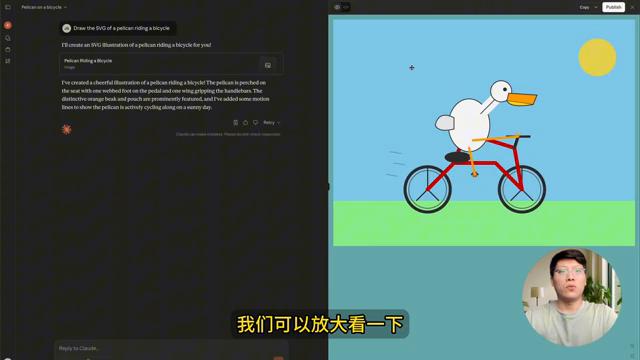 Pelican on a bicycle
Copy
Publish
Draw the SVG of a pelican riding a bicycle
I'll create an SVG illustration of a pelican riding a bicycle for you!
Pelican Riding a Bicycle
Image
I've created a cheerful illustration of a pelican riding a bicycle! The pelican is perched on
the seat with one webbed foot on the pedal and one wing gripping the handlebars. The
distinctive orange beak and pouch are prominently featured, and I've added some motion
lines to show the pelican is actively cycling along on a sunny day.
Retry
Claude can make mistakes. Please double-check responses.
我们可以放大看一下
Reply to Claude...